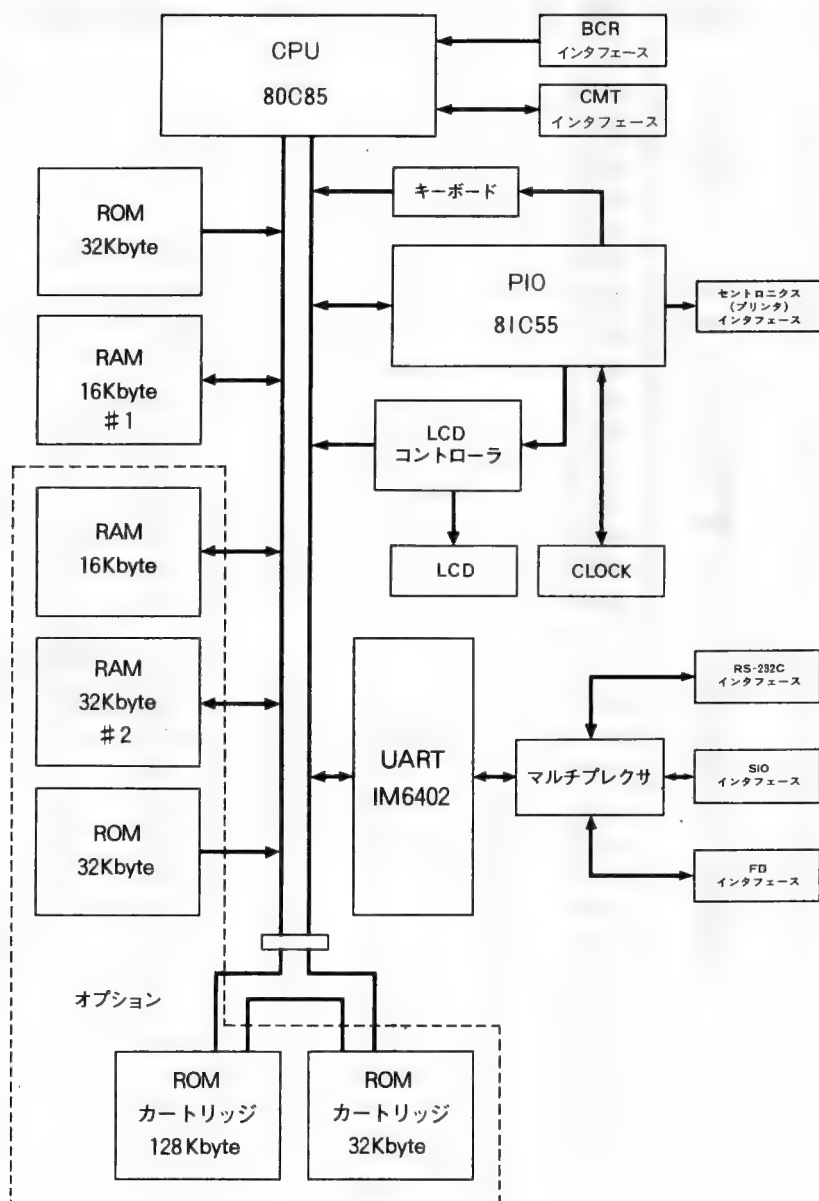 CPU
80C85
BCR
インタフェース
CMT
インタフェース
ROM
32Kbyte
キーボード
PIO
81C55
セントロニクス
(プリンタ)
インタフェース
RAM
16Kbyte
#1
LCD
コントローラ
RAM
16Kbyte
LCD
CLOCK
RAM
32Kbyte
#2
UART
IM6402
マルチプレクサ
RS-232C
インタフェース
SIO
インタフェース
FD
インタフェース
ROM
32Kbyte
オプション
ROM
カートリッジ
128Kbyte
ROM
カートリッジ
32Kbyte